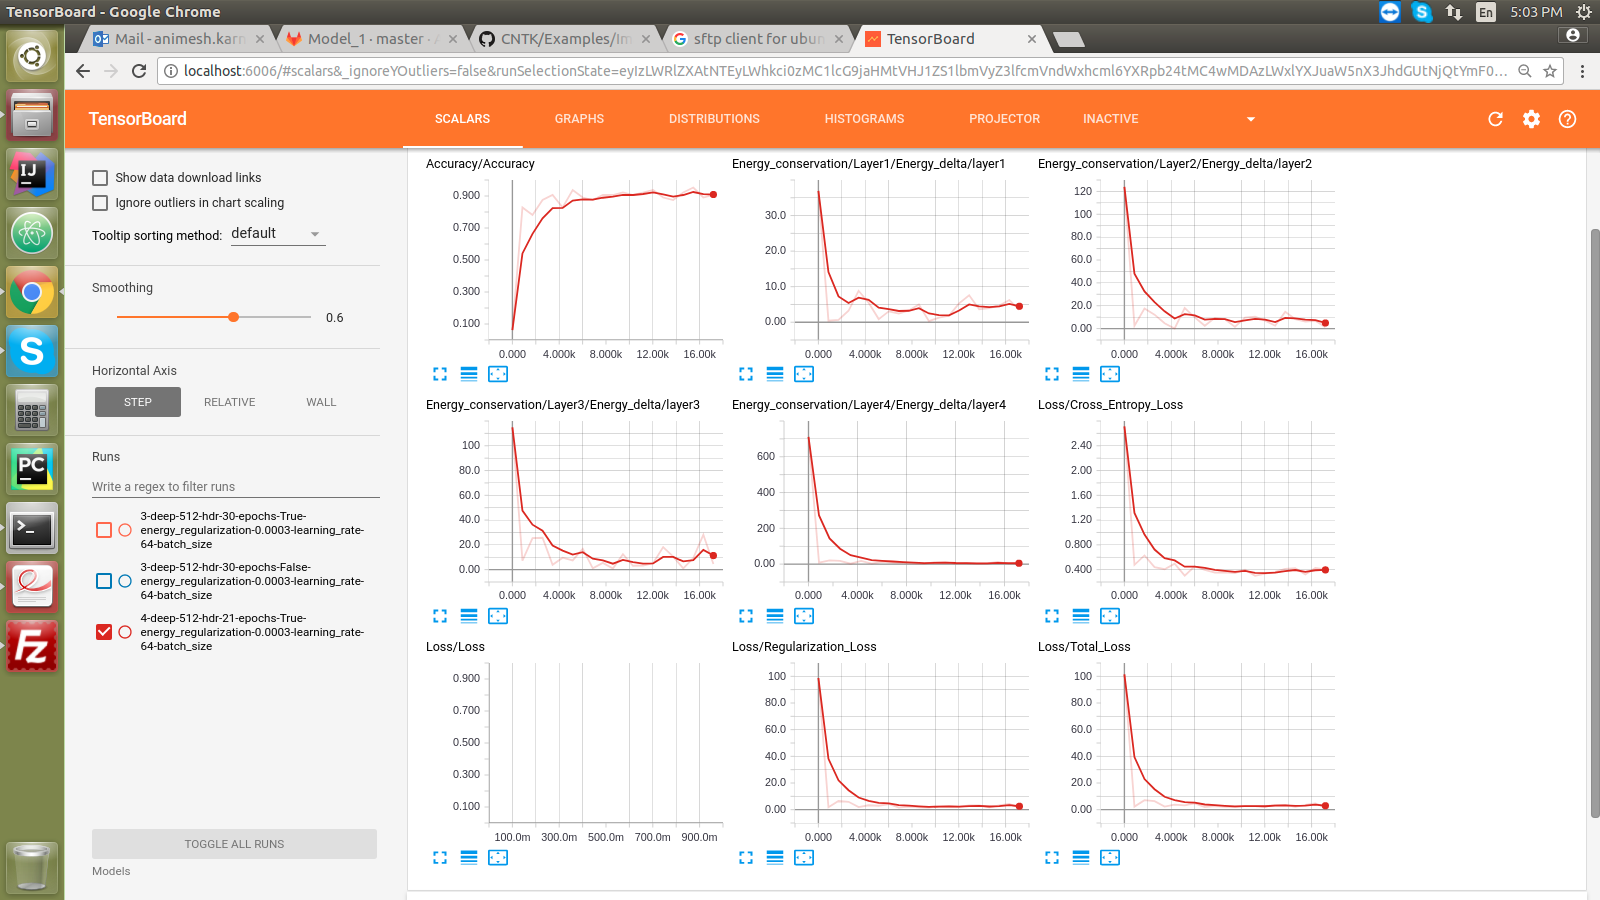 TensorBoard - Google Chrome
En
5:03 PM
Mail - animesh.karn
Model_1 · master ·
CNTK/Examples/Im
sftp client for ubun
TensorBoard
localhost:6006/#scalars&_ignoreYOutliers=false&runSelectionState=
TensorBoard
SCALARS
GRAPHS
DISTRIBUTIONS
HISTOGRAMS
PROJECTOR
INACTIVE
Show data download links
Ignore outliers in chart scaling
Tooltip sorting method: default
Smoothing
0.6
Horizontal Axis
STEP RELATIVE WALL
Runs
Write a regex to filter runs
3-deep-512-hdr-30-epochs-True-
energy_regularization-0.0003-learning_rate-
64-batch_size
3-deep-512-hdr-30-epochs-False-
energy_regularization-0.0003-learning_rate-
64-batch_size
4-deep-512-hdr-21-epochs-True-
energy_regularization-0.0003-learning_rate-
64-batch_size
TOGGLE ALL RUNS
Models
IJ
S
PC
>_
Fz
Accuracy/Accuracy
0.900
0.700
0.500
0.300
0.100
0.000 4.000k 8.000k 12.00k 16.00k
Energy_conservation/Layer1/Energy_delta/layer1
30.0
20.0
10.0
0.00
0.000 4.000k 8.000k 12.00k 16.00k
Energy_conservation/Layer2/Energy_delta/layer2
120
100
80.0
60.0
40.0
20.0
0.00
0.000 4.000k 8.000k 12.00k 16.00k
Energy_conservation/Layer3/Energy_delta/layer3
100
80.0
60.0
40.0
20.0
0.00
0.000 4.000k 8.000k 12.00k 16.00k
Energy_conservation/Layer4/Energy_delta/layer4
600
400
200
0.00
0.000 4.000k 8.000k 12.00k 16.00k
Loss/Cross_Entropy_Loss
2.40
2.00
1.60
1.20
0.800
0.400
0.000 4.000k 8.000k 12.00k 16.00k
Loss/Loss
0.900
0.700
0.500
0.300
0.100
100.0m 300.0m 500.0m 700.0m 900.0m
Loss/Regularization_Loss
100
80.0
60.0
40.0
20.0
0.00
0.000 4.000k 8.000k 12.00k 16.00k
Loss/Total_Loss
100
80.0
60.0
40.0
20.0
0.00
0.000 4.000k 8.000k 12.00k 16.00k